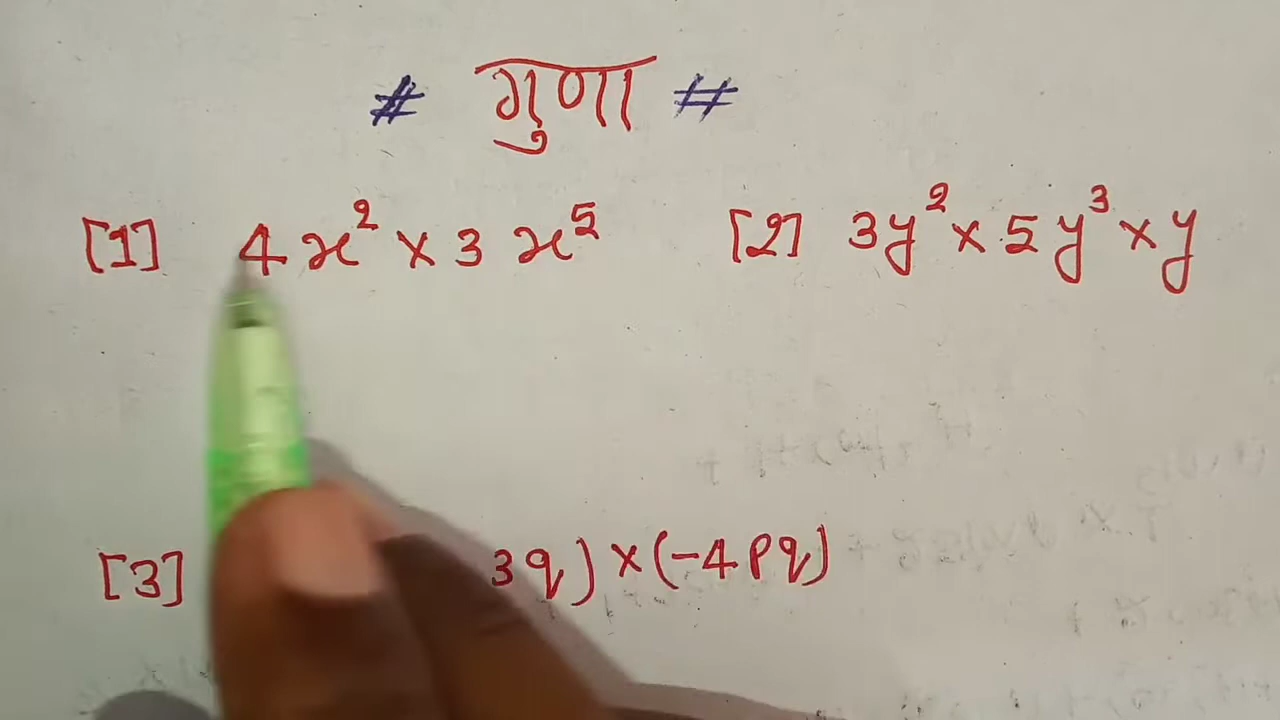 # गुणा #
[1] 4x² × 3x⁵ [2] 3y² × 5y³ × y
[3] 3q) × (-4pq)